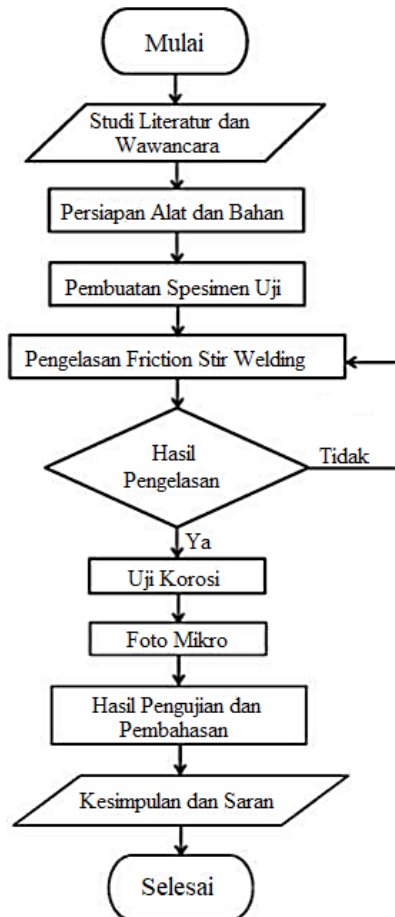 Mulai
Studi Literatur dan
Wawancara
Persiapan Alat dan Bahan
Pembuatan Spesimen Uji
Pengelasan Friction Stir Welding
Hasil
Pengelasan
Tidak
Ya
Uji Korosi
Foto Mikro
Hasil Pengujian dan
Pembahasan
Kesimpulan dan Saran
Selesai